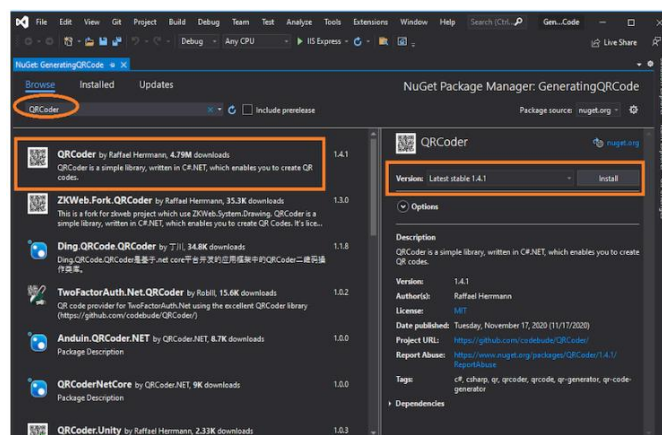 File Edit View Git Project Build Debug Team Test Analyze Tools Extensions Window Help Search (Ctrl... Gen...Code
Debug Any CPU IIS Express Live Share
NuGet: GeneratingQRCode
Browse Installed Updates
NuGet Package Manager: GeneratingQRCode
QRCoder Include prerelease
Package source: nuget.org
QRCoder by Raffael Herrmann, 4.79M downloads 1.4.1
QRCoder is a simple library, written in C#.NET, which enables you to create QR
codes.
ZKWeb.Fork.QRCoder by Raffael Herrmann, 35.3K downloads 1.3.0
This is a fork for zkweb project which use ZKWeb.System.Drawing. QRCoder is a
simple library, written in C#.NET, which enables you to create QR Codes. It's lice...
Ding.QRCode.QRCoder by 丁川, 34.8K downloads 1.1.8
Ding.QRCode.QRCoder是基于.net core平台开发的应用框架中的QRCoder二维码操
作类库。
TwoFactorAuth.Net.QRCoder by RobIII, 15.6K downloads 1.0.2
QR code provider for TwoFactorAuth.Net using the excellent QRCoder library
(https://github.com/codebude/QRCoder/)
Anduin.QRCoder.NET by QRCoder.NET, 8.7K downloads 1.0.0
Package Description
QRCoderNetCore by QRCoder.NET, 9K downloads 1.0.0
Package Description
QRCoder.Unity by Raffael Herrmann, 2.33K downloads 1.0.3
QRCoder nuget.org
Version: Latest stable 1.4.1 Install
Options
Description
QRCoder is a simple library, written in C#.NET, which enables you to create
QR codes.
Version: 1.4.1
Author(s): Raffael Herrmann
License: MIT
Date published: Tuesday, November 17, 2020 (11/17/2020)
Project URL: https://github.com/codebude/QRCoder/
Report Abuse: https://www.nuget.org/packages/QRCoder/1.4.1/
ReportAbuse
Tags: c#, csharp, qr, qrcoder, qrcode, qr-generator, qr-code-
generator
Dependencies